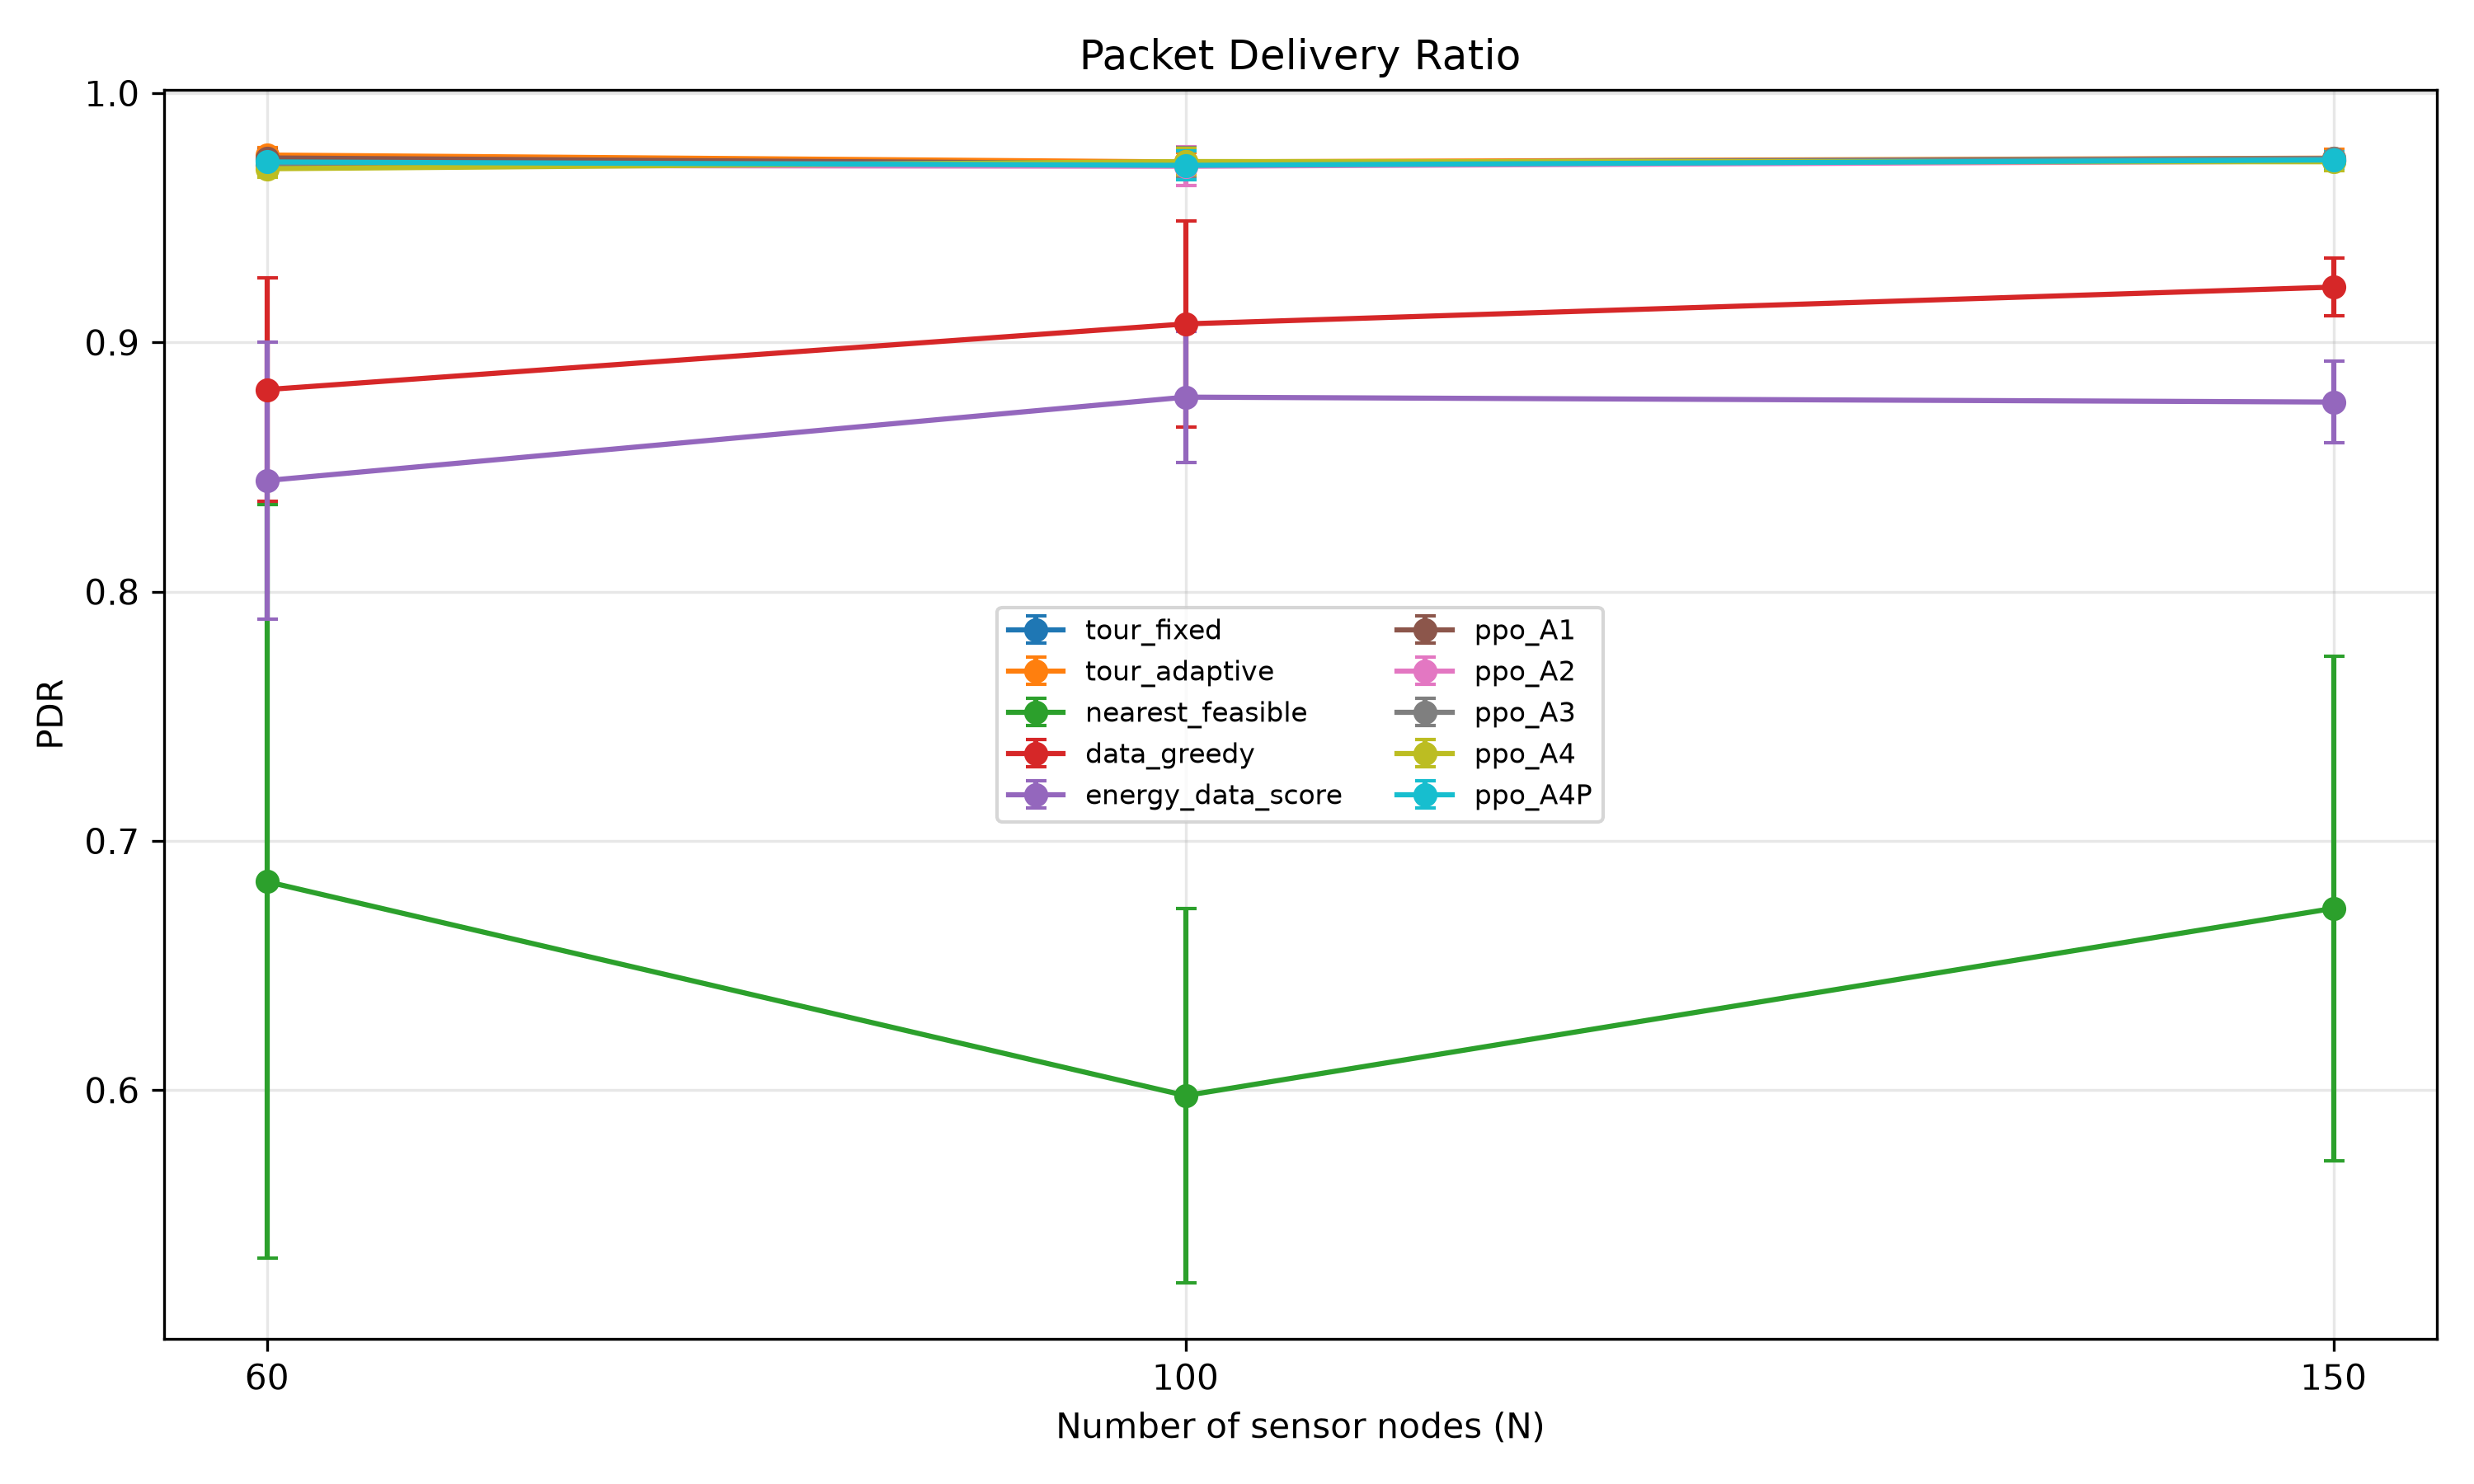 Packet Delivery Ratio
1.0
0.9
0.8
0.7
0.6
PDR
tour_fixed
tour_adaptive
nearest_feasible
data_greedy
energy_data_score
ppo_A1
ppo_A2
ppo_A3
ppo_A4
ppo_A4P
60 100 150
Number of sensor nodes (N)